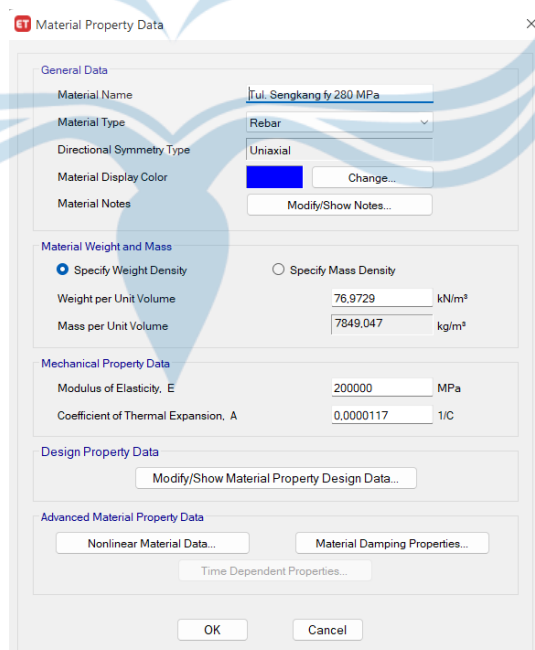 ET Material Property Data
General Data
Material Name Tul. Sengkang fy 280 MPa
Material Type Rebar
Directional Symmetry Type Uniaxial
Material Display Color Change...
Material Notes Modify/Show Notes...
Material Weight and Mass
Specify Weight Density Specify Mass Density
Weight per Unit Volume 76,9729 kN/m³
Mass per Unit Volume 7849,047 kg/m³
Mechanical Property Data
Modulus of Elasticity, E 200000 MPa
Coefficient of Thermal Expansion, A 0,0000117 1/C
Design Property Data
Modify/Show Material Property Design Data...
Advanced Material Property Data
Nonlinear Material Data... Material Damping Properties...
Time Dependent Properties...
OK Cancel